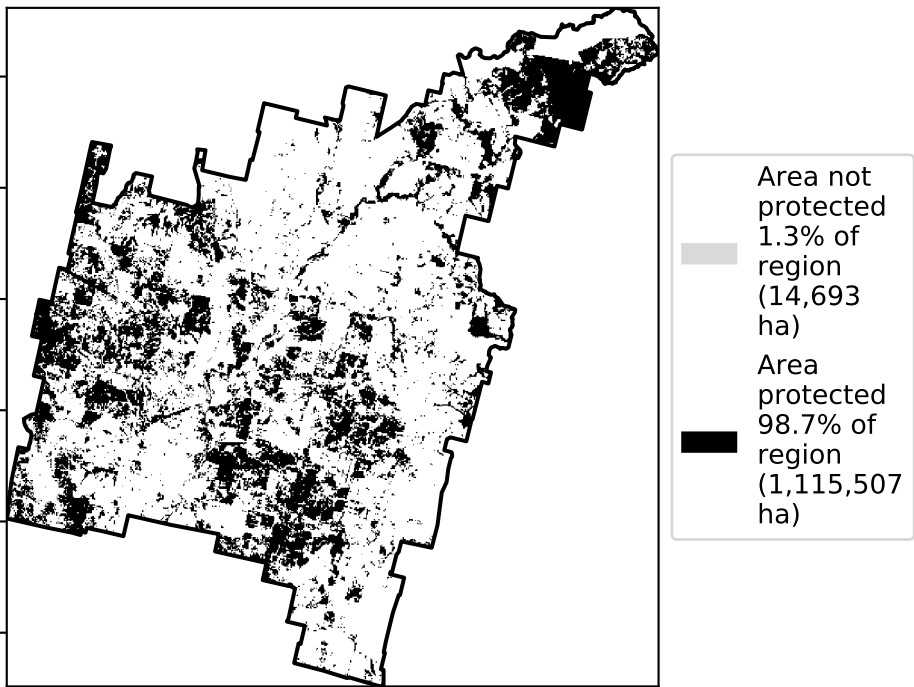 Area not
protected
1.3% of
region
(14,693
ha)
Area
protected
98.7% of
region
(1,115,507
ha)